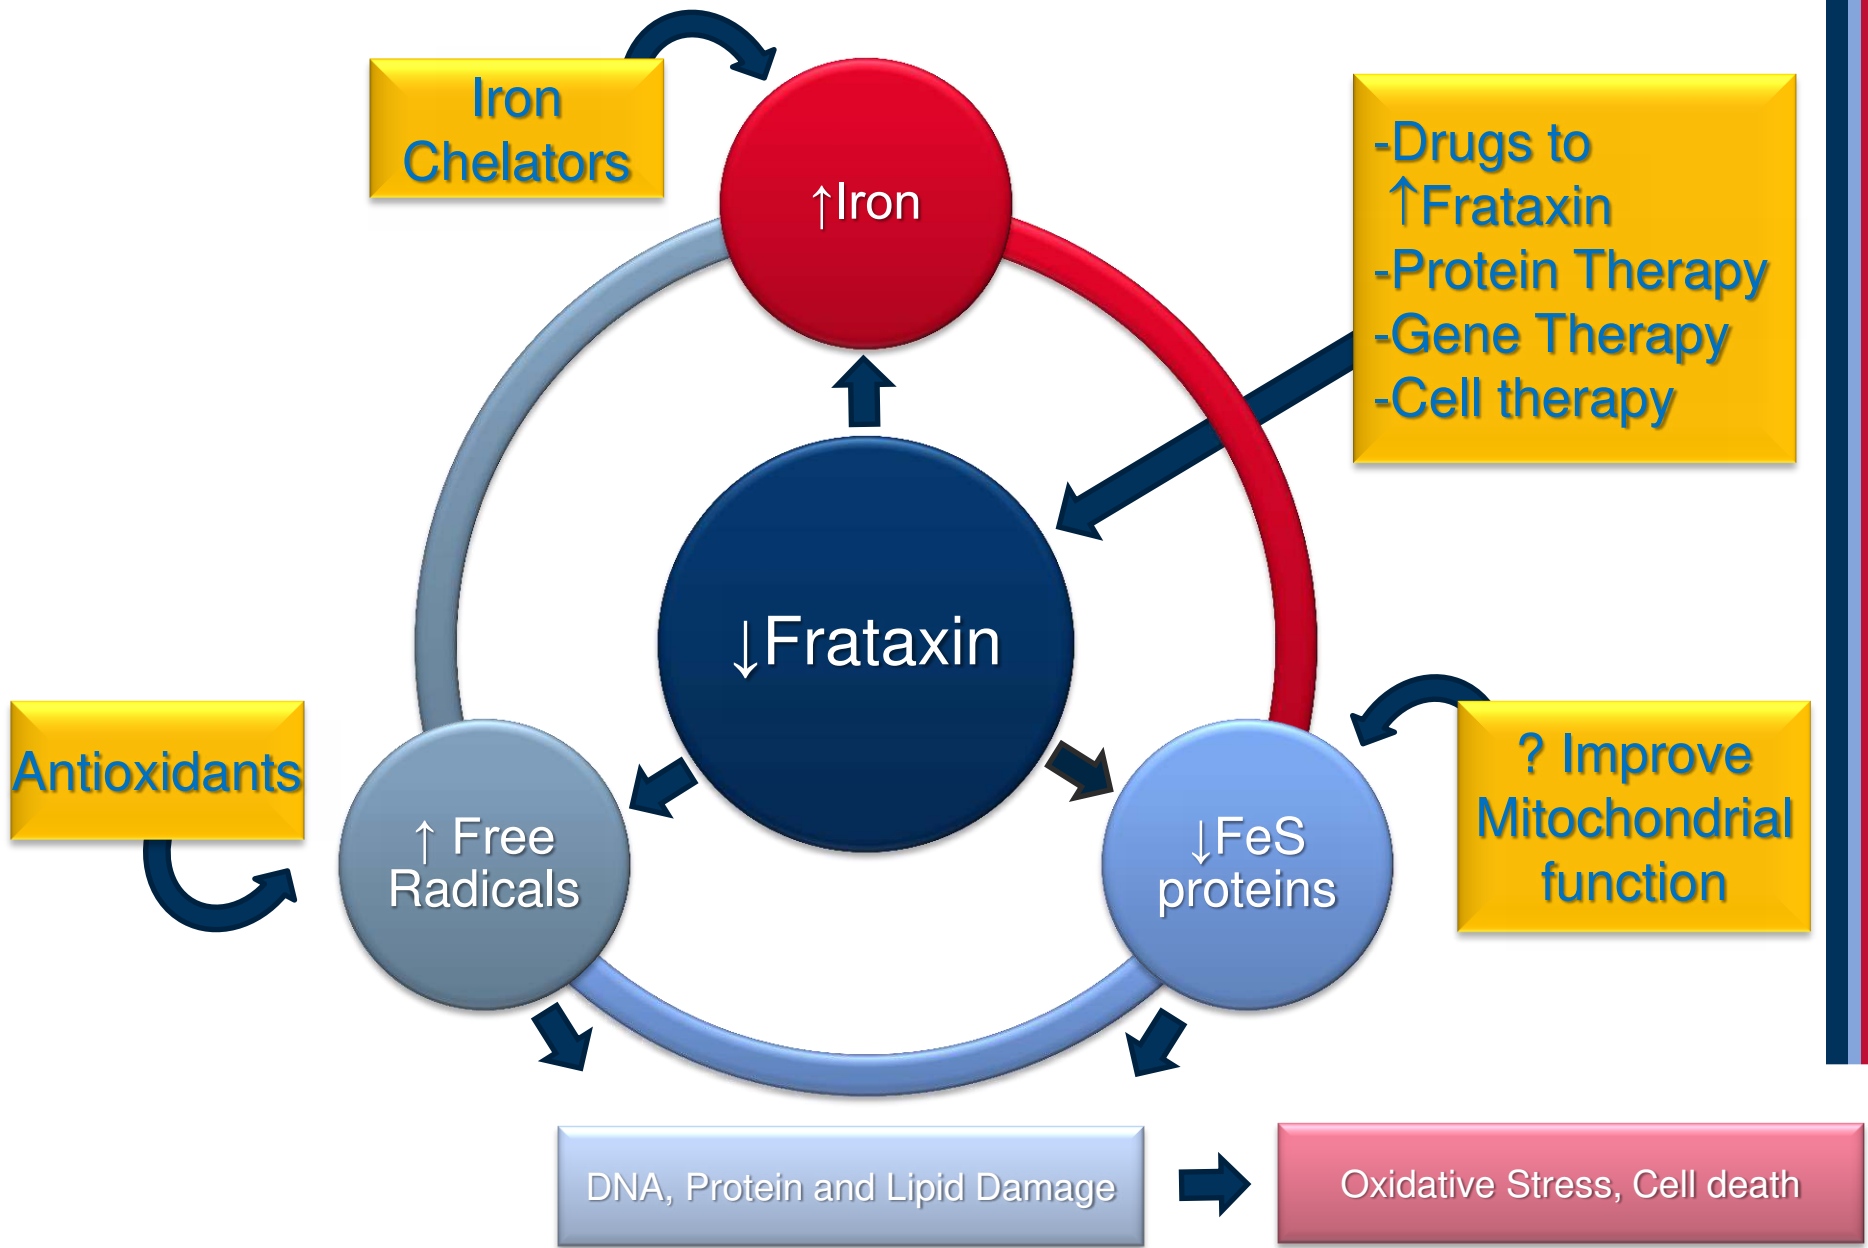 Iron
Chelators
↑Iron
-Drugs to
↑Frataxin
-Protein Therapy
-Gene Therapy
-Cell therapy
↓Frataxin
Antioxidants
↑ Free
Radicals
↓FeS
proteins
? Improve
Mitochondrial
function
DNA, Protein and Lipid Damage
Oxidative Stress, Cell death